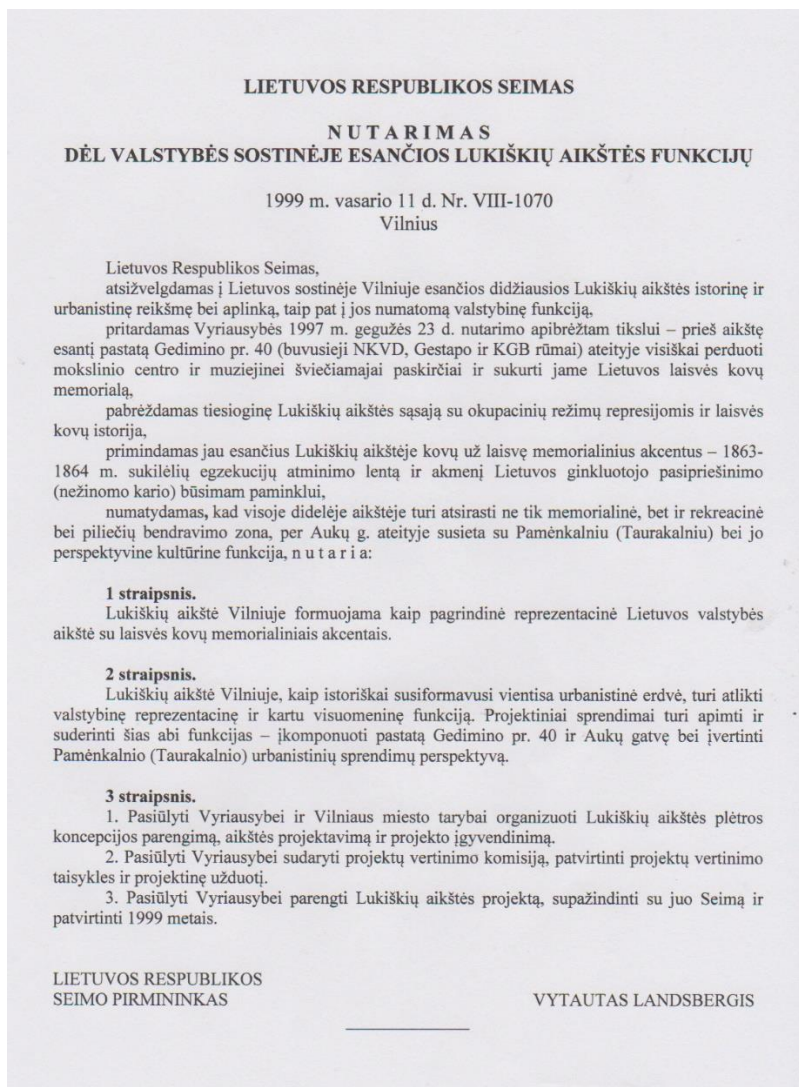 LIETUVOS RESPUBLIKOS SEIMAS
N U T A R I M A S
DĖL VALSTYBĖS SOSTINĖJE ESANČIOS LUKIŠKIŲ AIKŠTĖS FUNKCIJŲ
1999 m. vasario 11 d. Nr. VIII-1070
Vilnius
Lietuvos Respublikos Seimas,
atsižvelgdamas į Lietuvos sostinėje Vilniuje esančios didžiausios Lukiškių aikštės istorinę ir
urbanistinę reikšmę bei aplinką, taip pat į jos numatomą valstybinę funkciją,
pritardamas Vyriausybės 1997 m. gegužės 23 d. nutarimo apibrėžtam tikslui – prieš aikštę
esantį pastatą Gedimino pr. 40 (buvusieji NKVD, Gestapo ir KGB rūmai) ateityje visiškai perduoti
mokslinio centro ir muziejinei šviečiamajai paskirčiai ir sukurti jame Lietuvos laisvės kovų
memorialą,
pabrėždamas tiesioginę Lukiškių aikštės sąsają su okupacinių režimų represijomis ir laisvės
kovų istorija,
primindamas jau esančius Lukiškių aikštėje kovų už laisvę memorialinius akcentus – 1863-
1864 m. sukilėlių egzekucijų atminimo lentą ir akmenį Lietuvos ginkluotojo pasipriešinimo
(nežinomo kario) būsimam paminklui,
numatydamas, kad visoje didelėje aikštėje turi atsirasti ne tik memorialinė, bet ir rekreacinė
bei piliečių bendravimo zona, per Aukų g. ateityje susieta su Pamėnkalniu (Taurakalniu) bei jo
perspektyvine kultūrine funkcija, n u t a r i a:
1 straipsnis.
Lukiškių aikštė Vilniuje formuojama kaip pagrindinė reprezentacinė Lietuvos valstybės
aikštė su laisvės kovų memorialiniais akcentais.
2 straipsnis.
Lukiškių aikštė Vilniuje, kaip istoriškai susiformavusi vientisa urbanistinė erdvė, turi atlikti
valstybinę reprezentacinę ir kartu visuomeninę funkciją. Projektiniai sprendimai turi apimti ir
suderinti šias abi funkcijas – įkomponuoti pastatą Gedimino pr. 40 ir Aukų gatvę bei įvertinti
Pamėnkalnio (Taurakalnio) urbanistinių sprendimų perspektyvą.
3 straipsnis.
1. Pasiūlyti Vyriausybei ir Vilniaus miesto tarybai organizuoti Lukiškių aikštės plėtros
koncepcijos parengimą, aikštės projektavimą ir projekto įgyvendinimą.
2. Pasiūlyti Vyriausybei sudaryti projektų vertinimo komisiją, patvirtinti projektų vertinimo
taisykles ir projektinę užduotį.
3. Pasiūlyti Vyriausybei parengti Lukiškių aikštės projektą, supažindinti su juo Seimą ir
patvirtinti 1999 metais.
LIETUVOS RESPUBLIKOS
SEIMO PIRMININKAS VYTAUTAS LANDSBERGIS